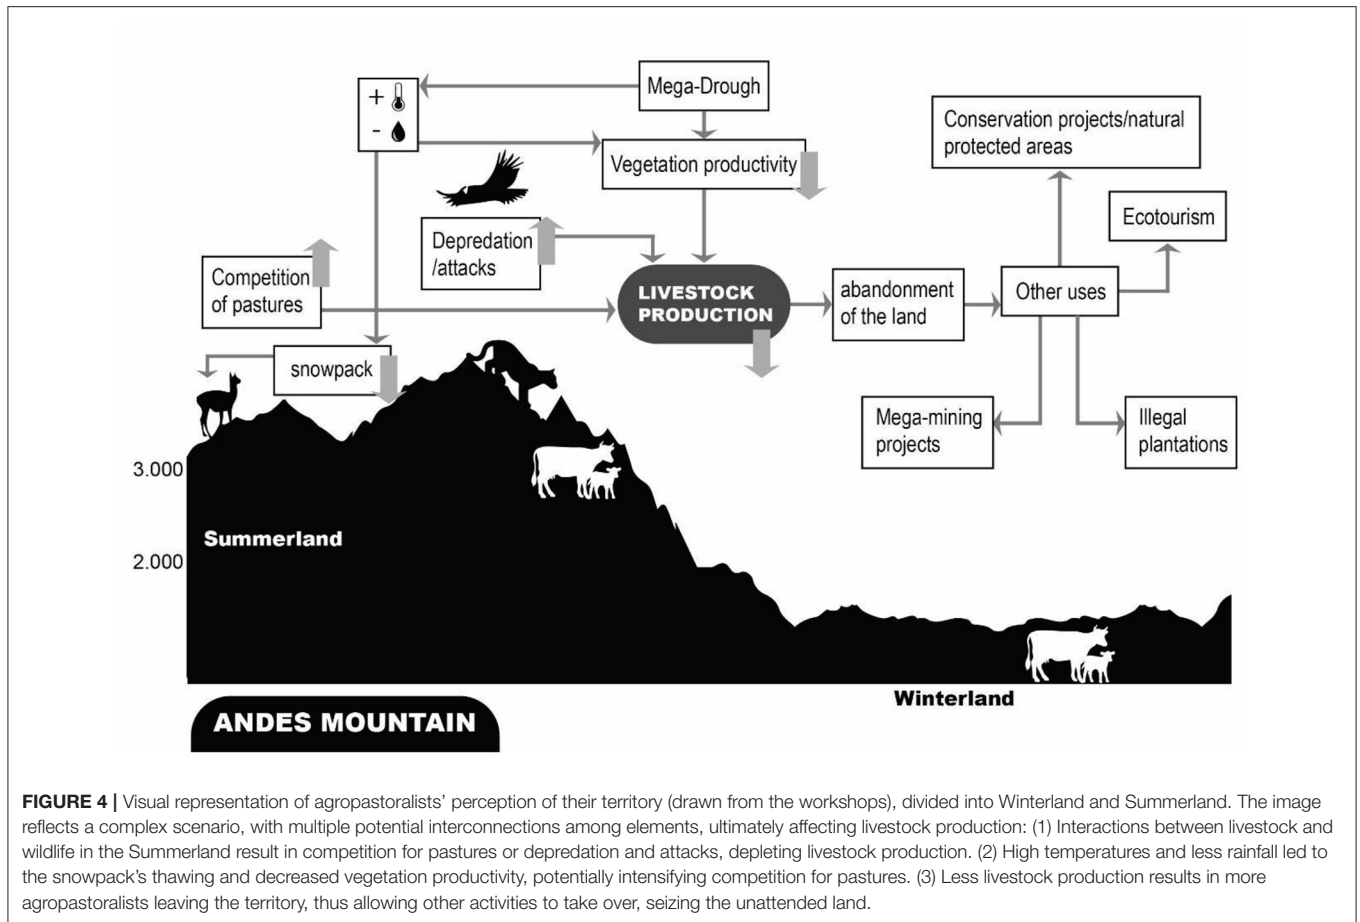 Mega-Drough
+
-
Conservation projects/natural
protected areas
Vegetation productivity
Ecotourism
Depredation
/attacks
Competition
of pastures
LIVESTOCK
PRODUCTION
abandonment
of the land
Other uses
snowpack
Mega-mining
projects
Illegal
plantations
3.000
Summerland
2.000
Winterland
ANDES MOUNTAIN
FIGURE 4 | Visual representation of agropastoralists' perception of their territory (drawn from the workshops), divided into Winterland and Summerland. The image
reflects a complex scenario, with multiple potential interconnections among elements, ultimately affecting livestock production: (1) Interactions between livestock and
wildlife in the Summerland result in competition for pastures or depredation and attacks, depleting livestock production. (2) High temperatures and less rainfall led to
the snowpack's thawing and decreased vegetation productivity, potentially intensifying competition for pastures. (3) Less livestock production results in more
agropastoralists leaving the territory, thus allowing other activities to take over, seizing the unattended land.